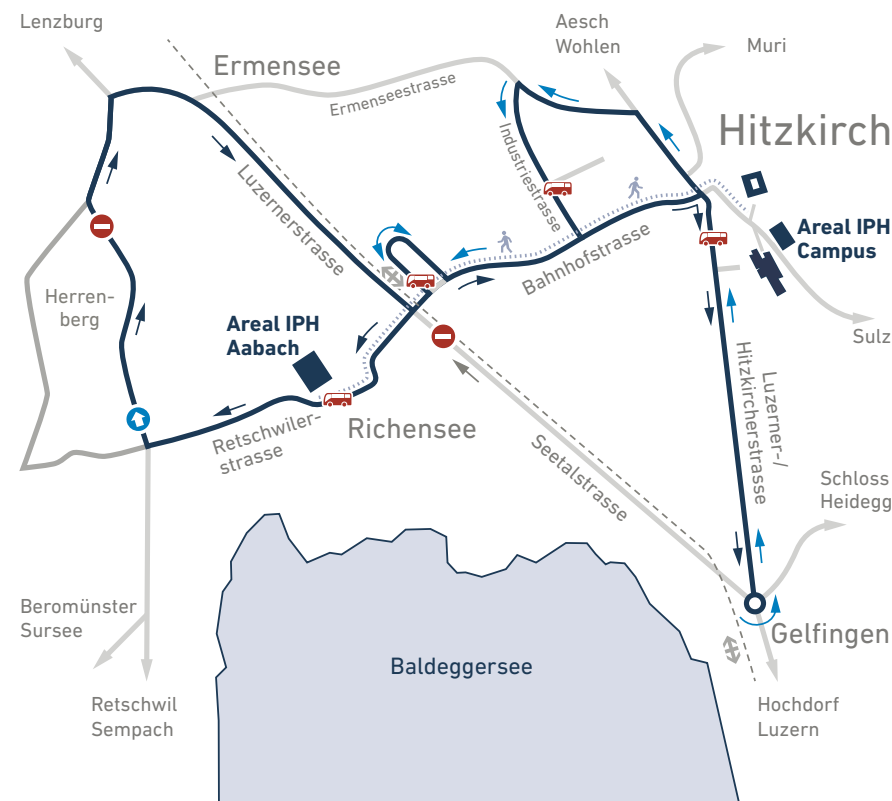 Lenzburg
Aesch
Wohlen
Muri
Ermensee
Ermenseestrasse
Hitzkirch
Industriestrasse
Luzernerstrasse
Areal IPH
Campus
Bahnhofstrasse
Herren-
berg
Areal IPH
Aabach
Sulz
Luzerner-/
Hitzkircherstrasse
Richensee
Retschwiler-
strasse
Seetalstrasse
Schloss
Heidegg
Beromünster
Sursee
Gelfingen
Baldeggersee
Retschwil
Sempach
Hochdorf
Luzern